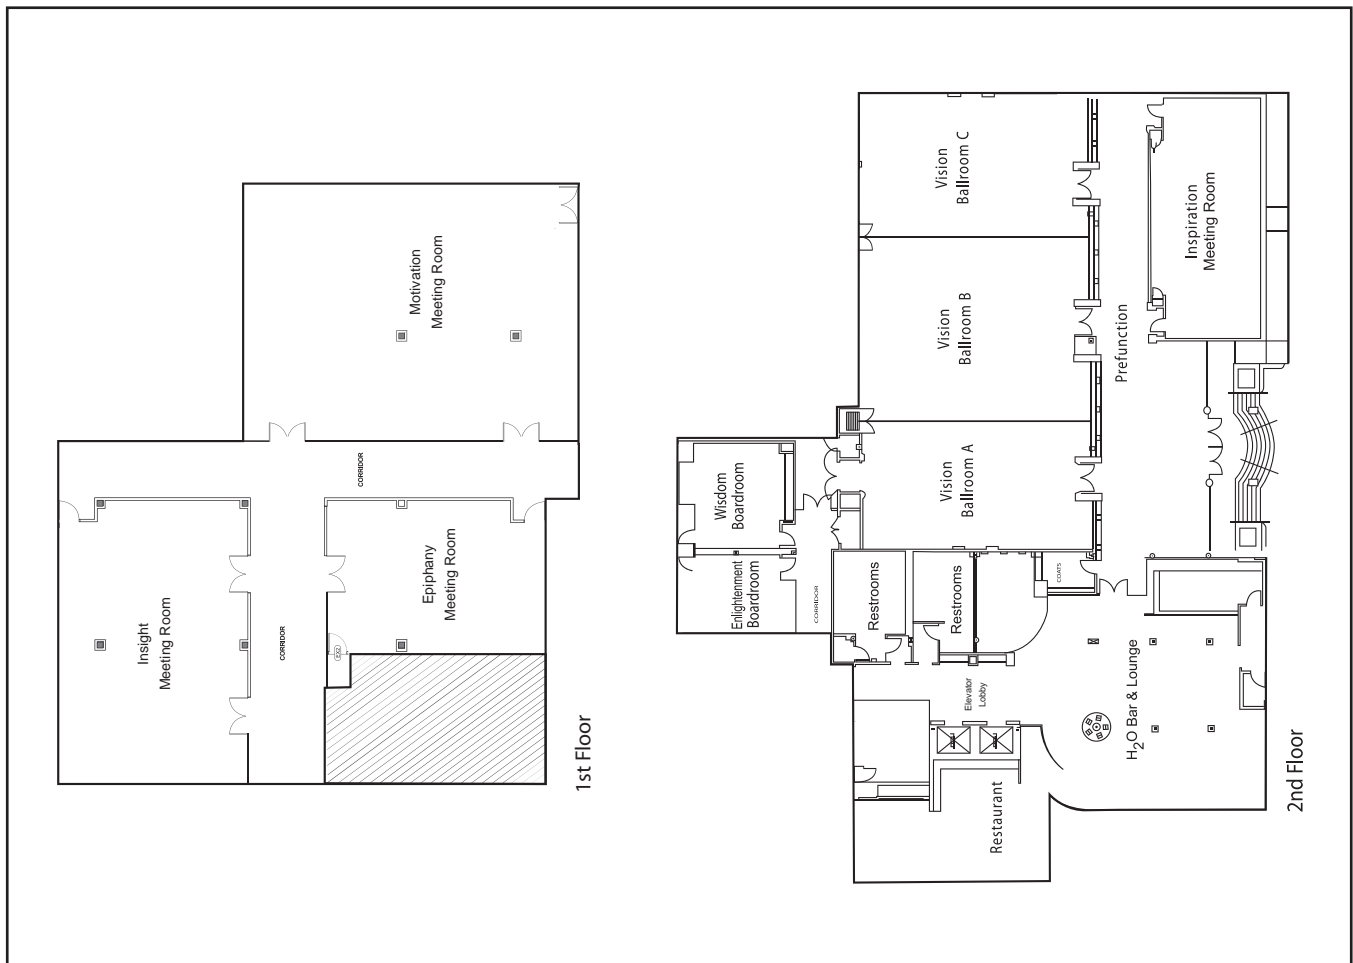 Insight
Meeting Room
CORRIDOR
Epiphany
Meeting Room
CORRIDOR
Motivation
Meeting Room
1st Floor
Wisdom
Boardroom
Enlightenment
Boardroom
CORRIDOR
Restrooms
Restrooms
COATS
Elevator
Lobby
Restaurant
H2O Bar & Lounge
Vision
Ballroom A
Vision
Ballroom B
Vision
Ballroom C
Prefunction
Inspiration
Meeting Room
2nd Floor